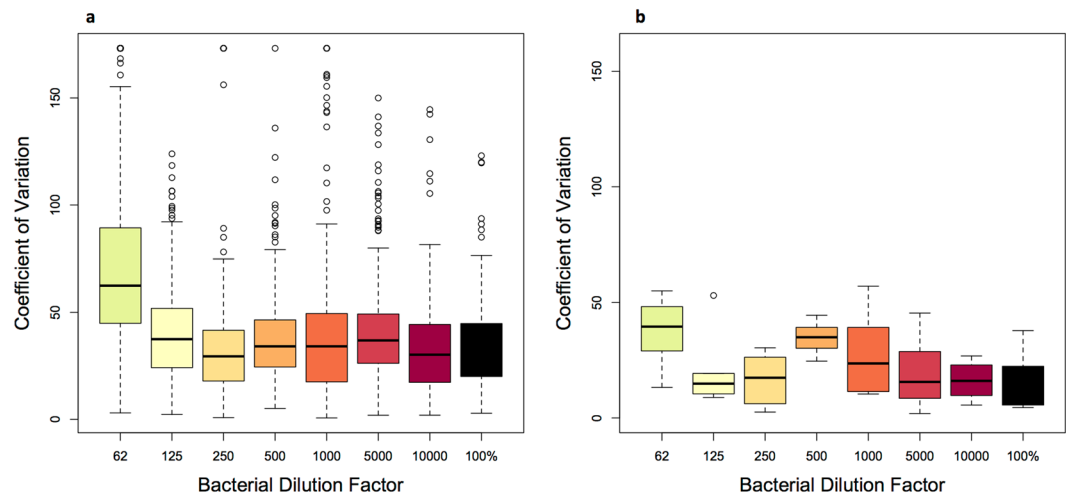 a
150
100
50
0
Coefficient of Variation
62 125 250 500 1000 5000 10000 100%
Bacterial Dilution Factor
b
150
100
50
0
Coefficient of Variation
62 125 250 500 1000 5000 10000 100%
Bacterial Dilution Factor